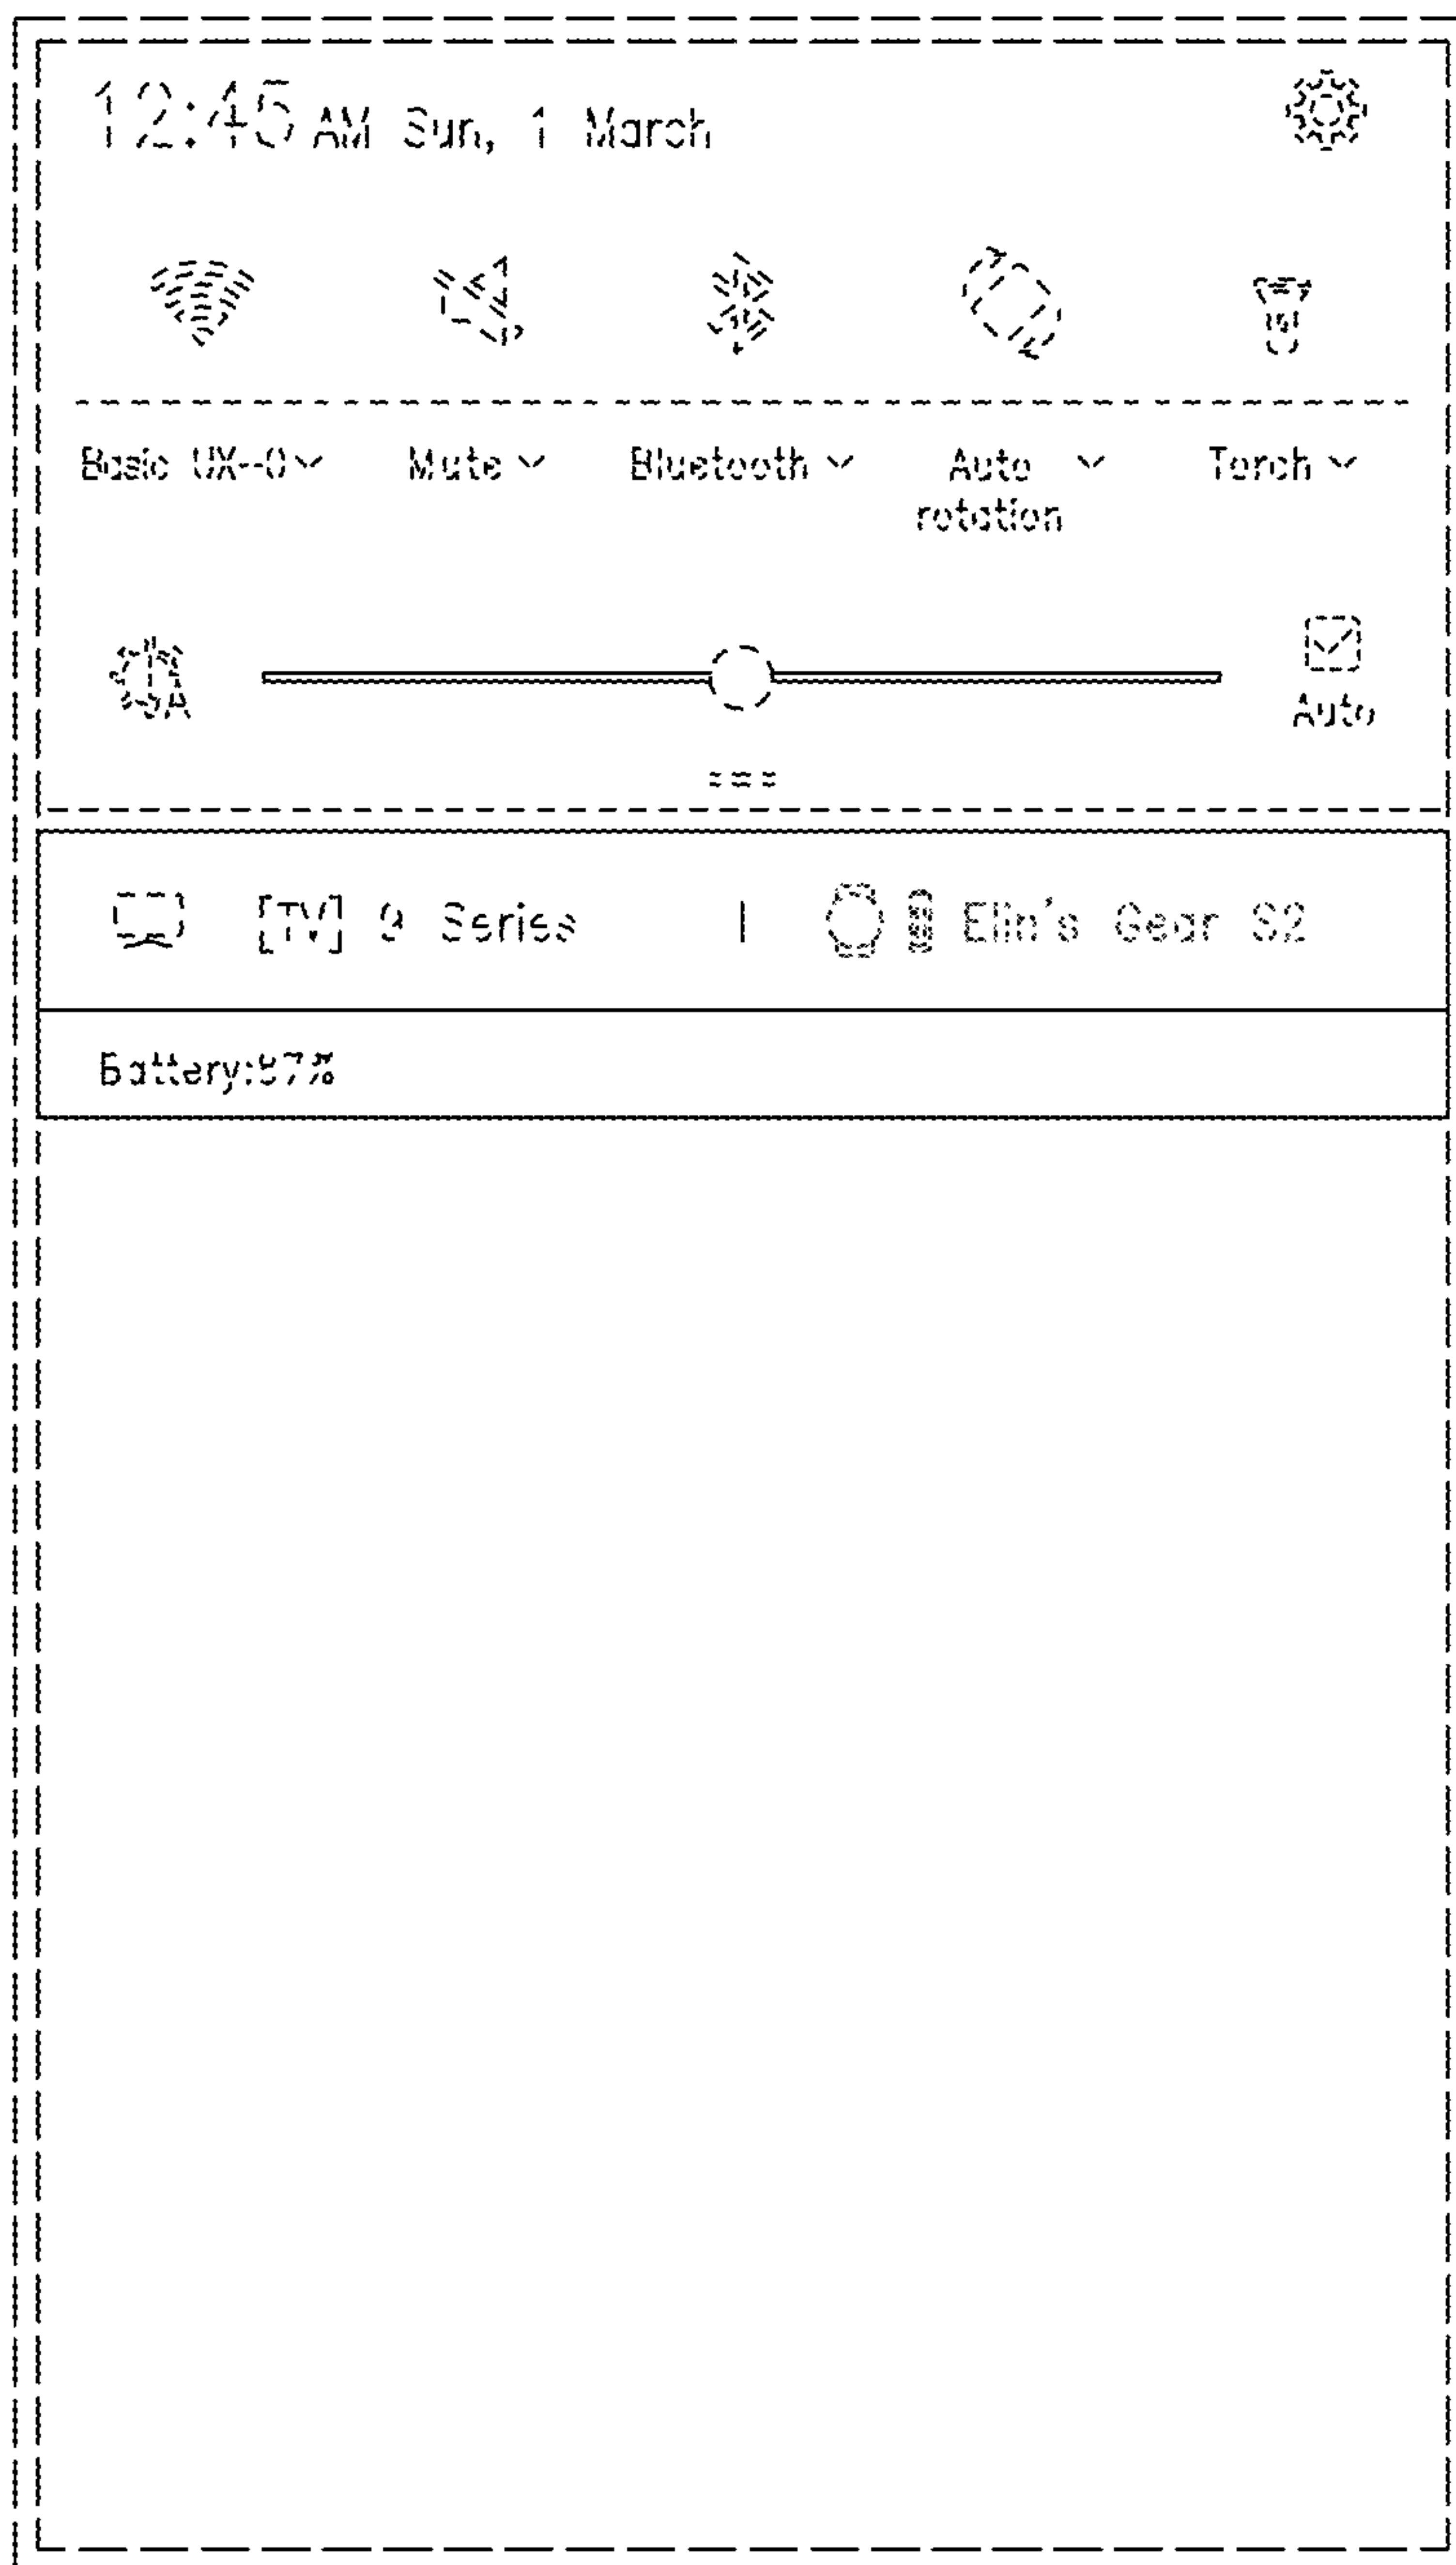 12:45 AM Sun, 1 March
Basic UX--0 Mute Bluetooth Auto rotation Torch
A
Auto
[TV] 9 Series | Elin's Gear S2
Battery:97%